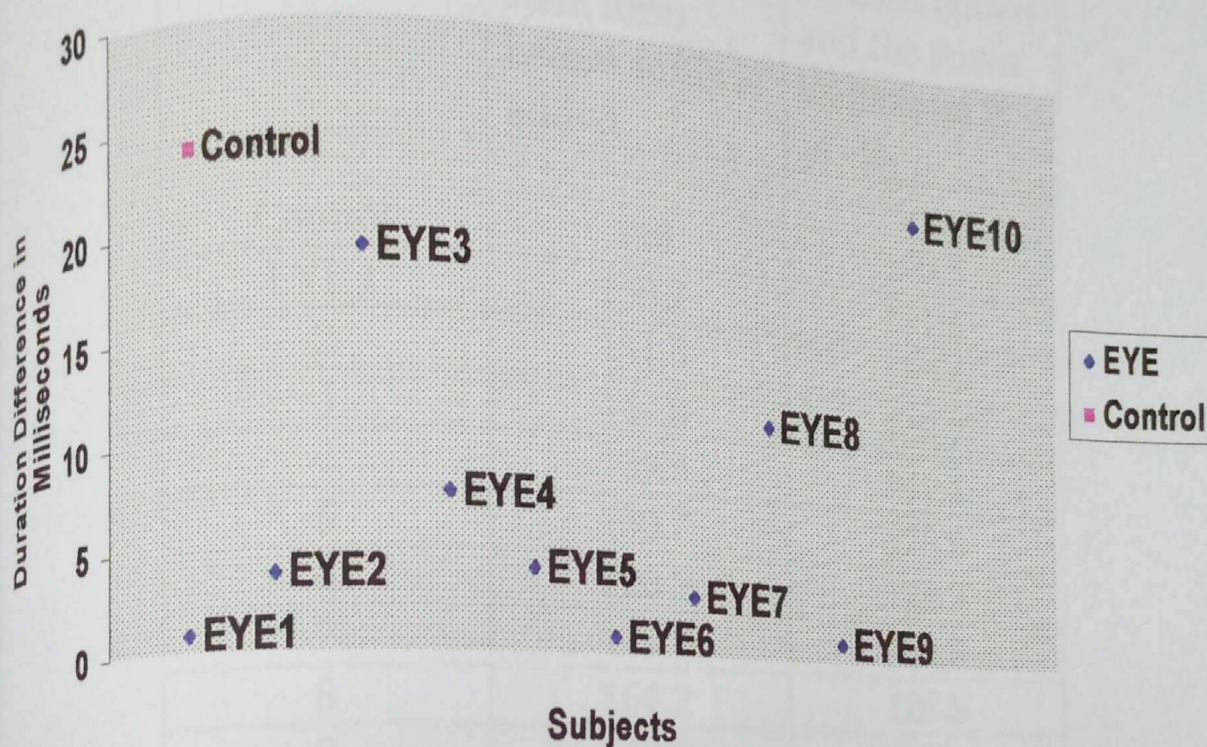 30
25
20
15
10
5
0
Duration Difference in
Milliseconds
Control
EYE3
EYE10
EYE8
EYE4
EYE2
EYE5
EYE7
EYE1
EYE6
EYE9
Subjects
EYE
Control